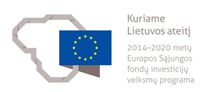 Kuriame
Lietuvos ateitį
2014–2020 metų
Europos Sąjungos
fondų investicijų
veiksmų programa